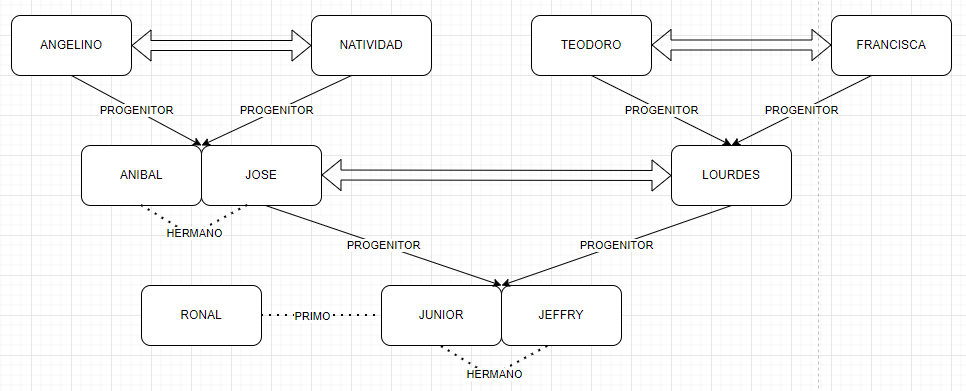 ANGELINO
NATIVIDAD
TEODORO
FRANCISCA
PROGENITOR
PROGENITOR
PROGENITOR
PROGENITOR
ANIBAL
JOSE
LOURDES
HERMANO
PROGENITOR
PROGENITOR
RONAL
PRIMO
JUNIOR
JEFFRY
HERMANO